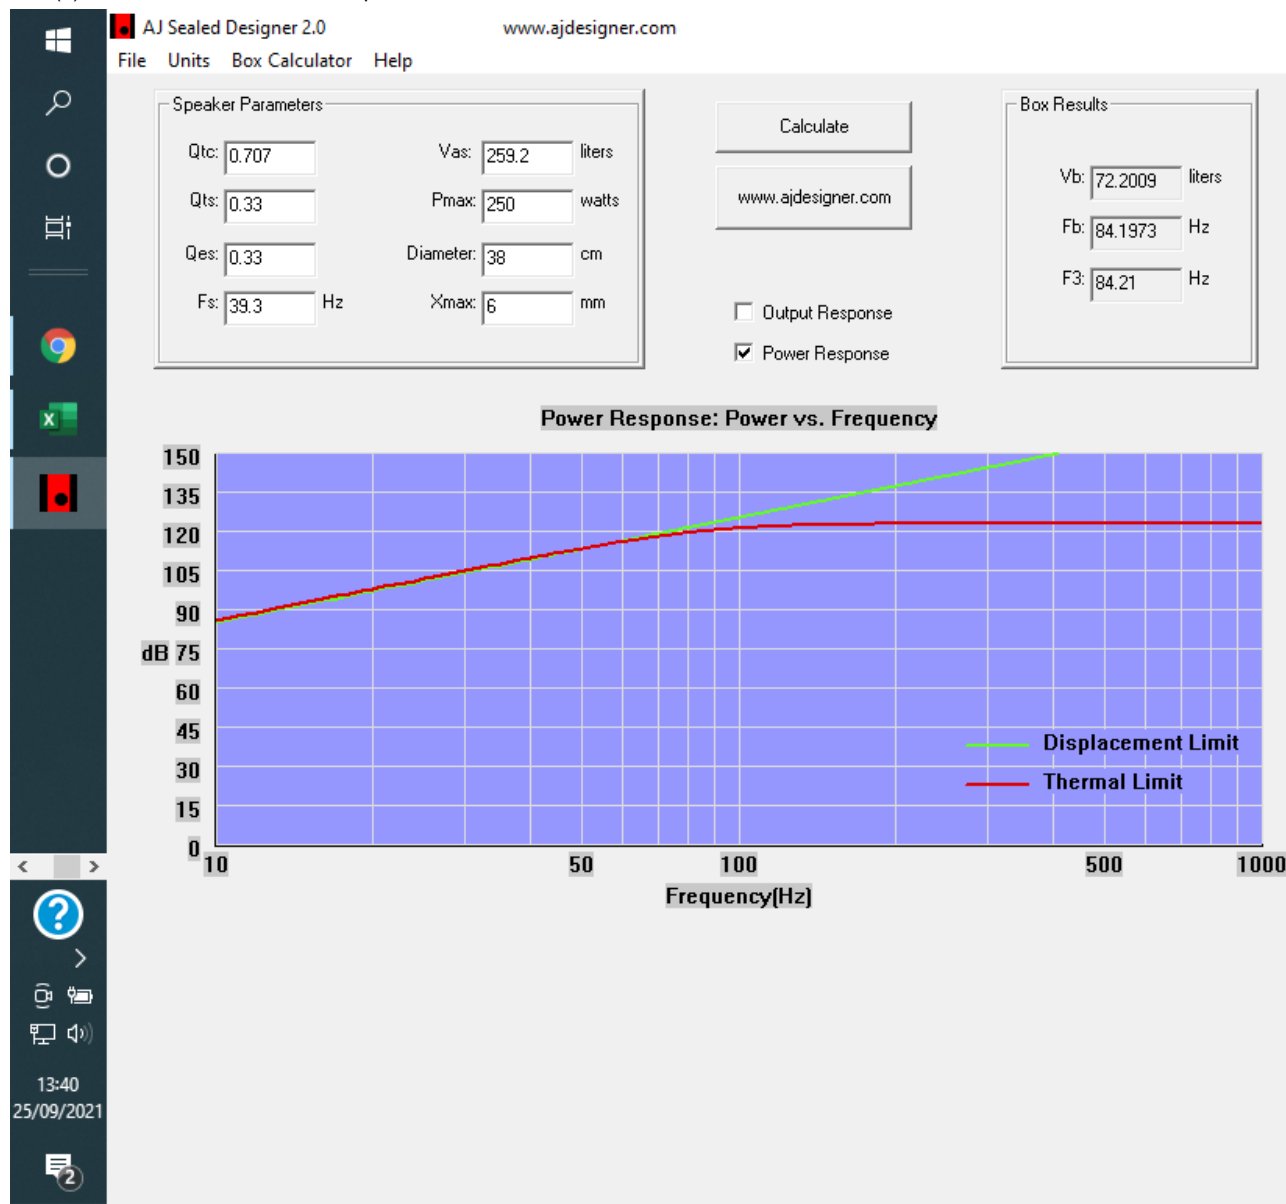 AJ Sealed Designer 2.0 www.ajdesigner.com
File Units Box Calculator Help
Speaker Parameters
Qtc: 0.707 Vas: 259.2 liters
Qts: 0.33 Pmax: 250 watts
Qes: 0.33 Diameter: 38 cm
Fs: 39.3 Hz Xmax: 6 mm
Calculate
www.ajdesigner.com
Output Response
Power Response
Box Results
Vb: 72.2009 liters
Fb: 84.1973 Hz
F3: 84.21 Hz
Power Response: Power vs. Frequency
150
135
120
105
90
dB 75
60
45
30
15
0
Displacement Limit
Thermal Limit
10 50 100 500 1000
Frequency(Hz)
13:40
25/09/2021
2